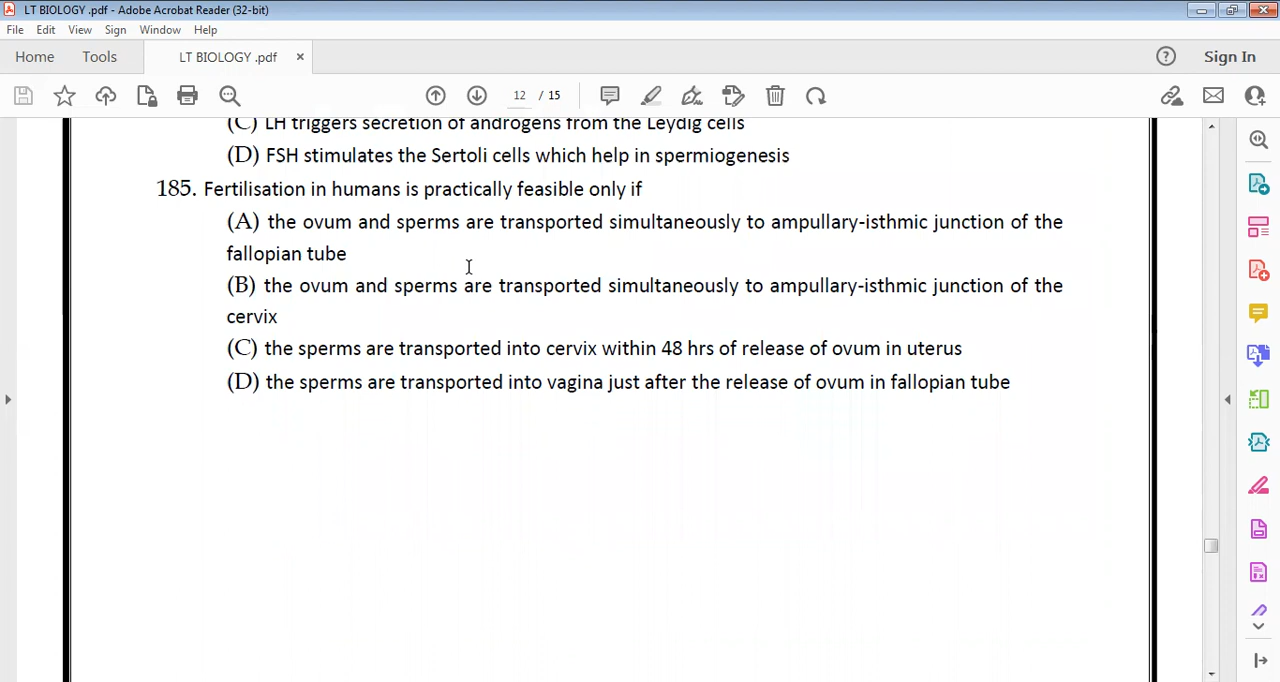 LT BIOLOGY .pdf - Adobe Acrobat Reader (32-bit)
File Edit View Sign Window Help
Home Tools LT BIOLOGY .pdf × Sign In
12 / 15
(C) LH triggers secretion of androgens from the Leydig cells
(D) FSH stimulates the Sertoli cells which help in spermiogenesis
185. Fertilisation in humans is practically feasible only if
(A) the ovum and sperms are transported simultaneously to ampullary-isthmic junction of the
fallopian tube
(B) the ovum and sperms are transported simultaneously to ampullary-isthmic junction of the
cervix
(C) the sperms are transported into cervix within 48 hrs of release of ovum in uterus
(D) the sperms are transported into vagina just after the release of ovum in fallopian tube